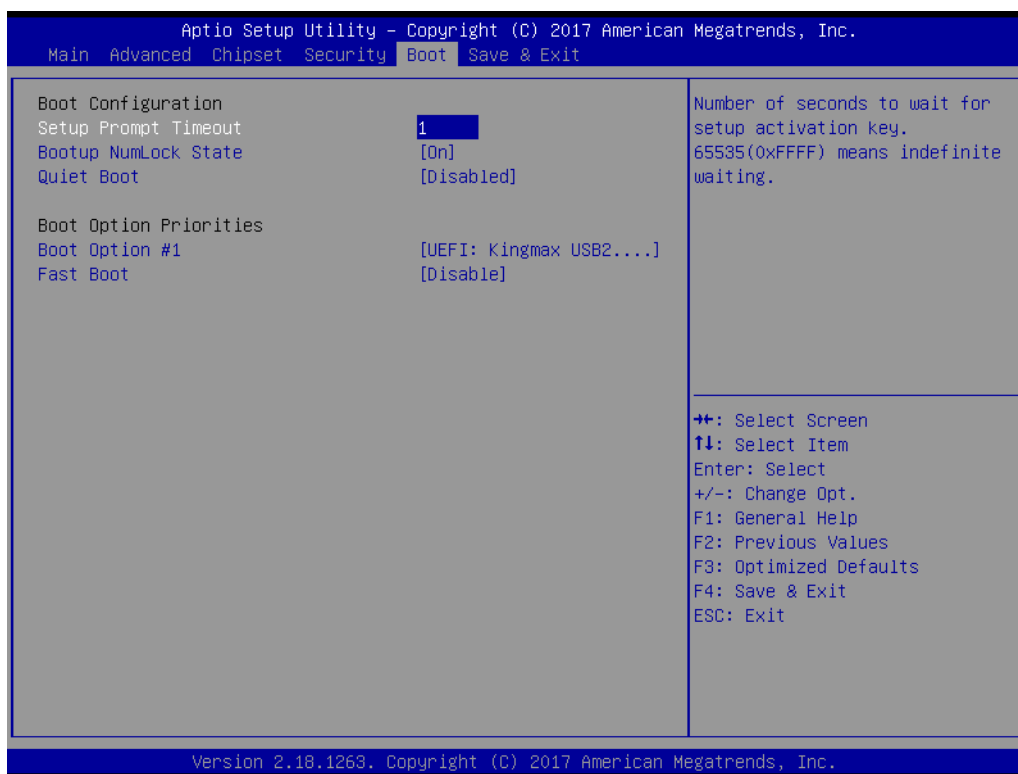 Aptio Setup Utility – Copyright (C) 2017 American Megatrends, Inc.
Main Advanced Chipset Security Boot Save & Exit
Boot Configuration
Setup Prompt Timeout 1
Bootup NumLock State [On]
Quiet Boot [Disabled]
Boot Option Priorities
Boot Option #1 [UEFI: Kingmax USB2....]
Fast Boot [Disable]
Number of seconds to wait for
setup activation key.
65535(0xFFFF) means indefinite
waiting.
→←: Select Screen
↑↓: Select Item
Enter: Select
+/-: Change Opt.
F1: General Help
F2: Previous Values
F3: Optimized Defaults
F4: Save & Exit
ESC: Exit
Version 2.18.1263. Copyright (C) 2017 American Megatrends, Inc.